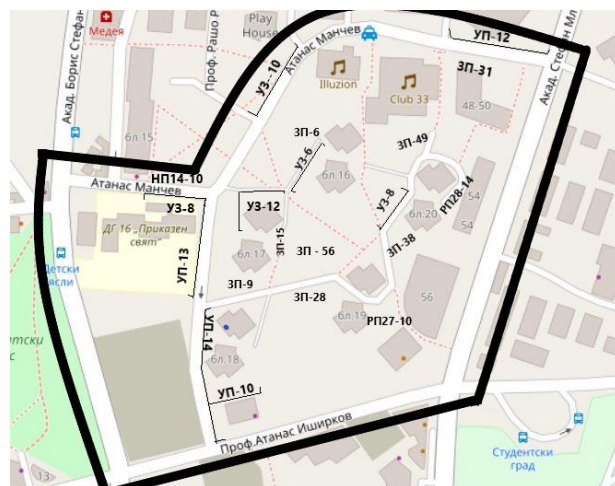 Медея
Play
House
УП-12
Атанас Манчев
Проф. Рашо Р
Акад. Борис Стефан
Акад. Стефан Мл
УЗ--10
Illuzion
Club 33
ЗП-31
48-50
бл.15
ЗП-6
ЗП-49
УЗ-6
бл.16
НП14-10
Атанас Манчев
УЗ-8
УЗ-12
УЗ-8
РП28-14
54
54
ДГ 16 „Приказен
свят"
ЗП-15
бл.20
бл.17
ЗП - 56
ЗП-38
УП-13
Детски
ясли
ЗП-9
ЗП-28
56
УП-14
бл.19
РП27-10
бл.18
УП-10
Проф.Атанас Иширков
Студентски
град
13